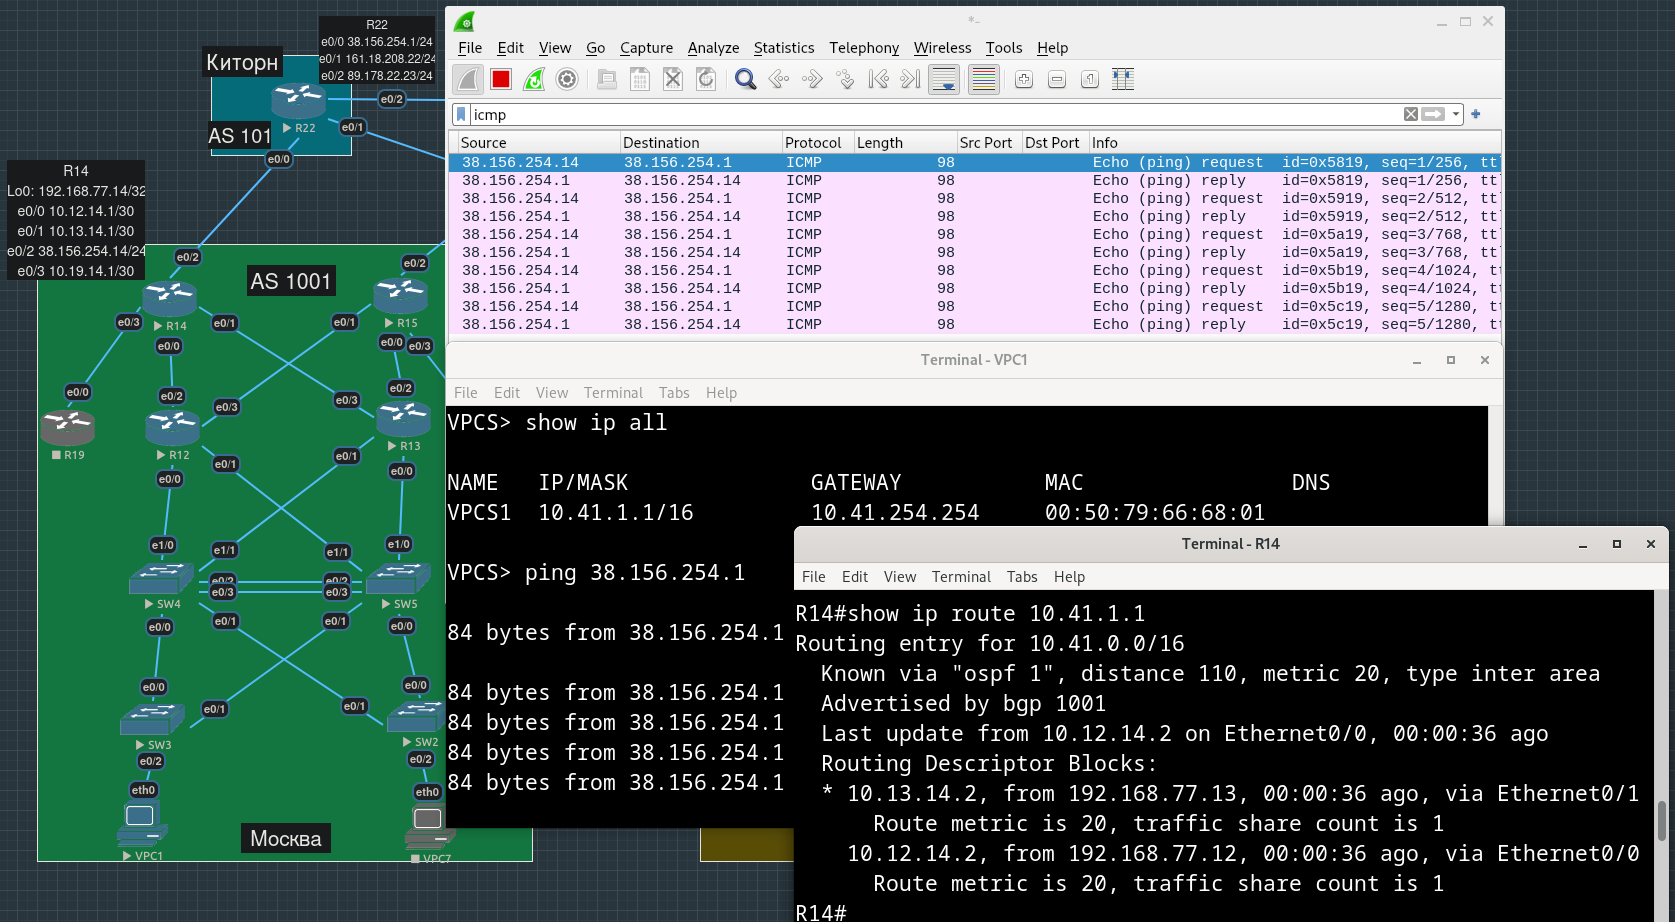 R22
e0/0 38.156.254.1/24
e0/1 161.18.208.22/24
e0/2 89.178.22.23/24
Киторн
R22
AS 101
e0/2
e0/1
e0/0
R14
Lo0: 192.168.77.14/32
e0/0 10.12.14.1/30
e0/1 10.13.14.1/30
e0/2 38.156.254.14/24
e0/3 10.19.14.1/30
AS 1001
e0/2
e0/2
R14
R15
e0/3
e0/1
e0/1
e0/0
e0/0
e0/3
e0/0
e0/2
e0/3
e0/3
e0/2
R19
R12
R13
e0/1
e0/1
e0/0
e0/0
e1/0
e1/1
e1/1
e1/0
e0/2
e0/2
e0/3
e0/3
SW4
SW5
e0/0
e0/1
e0/1
e0/0
e0/0
e0/1
e0/1
e0/0
SW3
SW2
e0/2
e0/2
eth0
eth0
VPC1
VPC7
Москва
*-
File Edit View Go Capture Analyze Statistics Telephony Wireless Tools Help
icmp
Source Destination Protocol Length Src Port Dst Port Info
38.156.254.14 38.156.254.1 ICMP 98 Echo (ping) request id=0x5819, seq=1/256, tt
38.156.254.1 38.156.254.14 ICMP 98 Echo (ping) reply id=0x5819, seq=1/256, tt
38.156.254.14 38.156.254.1 ICMP 98 Echo (ping) request id=0x5919, seq=2/512, tt
38.156.254.1 38.156.254.14 ICMP 98 Echo (ping) reply id=0x5919, seq=2/512, tt
38.156.254.14 38.156.254.1 ICMP 98 Echo (ping) request id=0x5a19, seq=3/768, tt
38.156.254.1 38.156.254.14 ICMP 98 Echo (ping) reply id=0x5a19, seq=3/768, tt
38.156.254.14 38.156.254.1 ICMP 98 Echo (ping) request id=0x5b19, seq=4/1024, t
38.156.254.1 38.156.254.14 ICMP 98 Echo (ping) reply id=0x5b19, seq=4/1024, t
38.156.254.14 38.156.254.1 ICMP 98 Echo (ping) request id=0x5c19, seq=5/1280, t
38.156.254.1 38.156.254.14 ICMP 98 Echo (ping) reply id=0x5c19, seq=5/1280, t
Terminal - VPC1
File Edit View Terminal Tabs Help
VPCS> show ip all
NAME IP/MASK GATEWAY MAC DNS
VPCS1 10.41.1.1/16 10.41.254.254 00:50:79:66:68:01
VPCS> ping 38.156.254.1
84 bytes from 38.156.254.1
84 bytes from 38.156.254.1
84 bytes from 38.156.254.1
84 bytes from 38.156.254.1
84 bytes from 38.156.254.1
Terminal - R14
File Edit View Terminal Tabs Help
R14#show ip route 10.41.1.1
Routing entry for 10.41.0.0/16
Known via "ospf 1", distance 110, metric 20, type inter area
Advertised by bgp 1001
Last update from 10.12.14.2 on Ethernet0/0, 00:00:36 ago
Routing Descriptor Blocks:
* 10.13.14.2, from 192.168.77.13, 00:00:36 ago, via Ethernet0/1
Route metric is 20, traffic share count is 1
10.12.14.2, from 192.168.77.12, 00:00:36 ago, via Ethernet0/0
Route metric is 20, traffic share count is 1
R14#